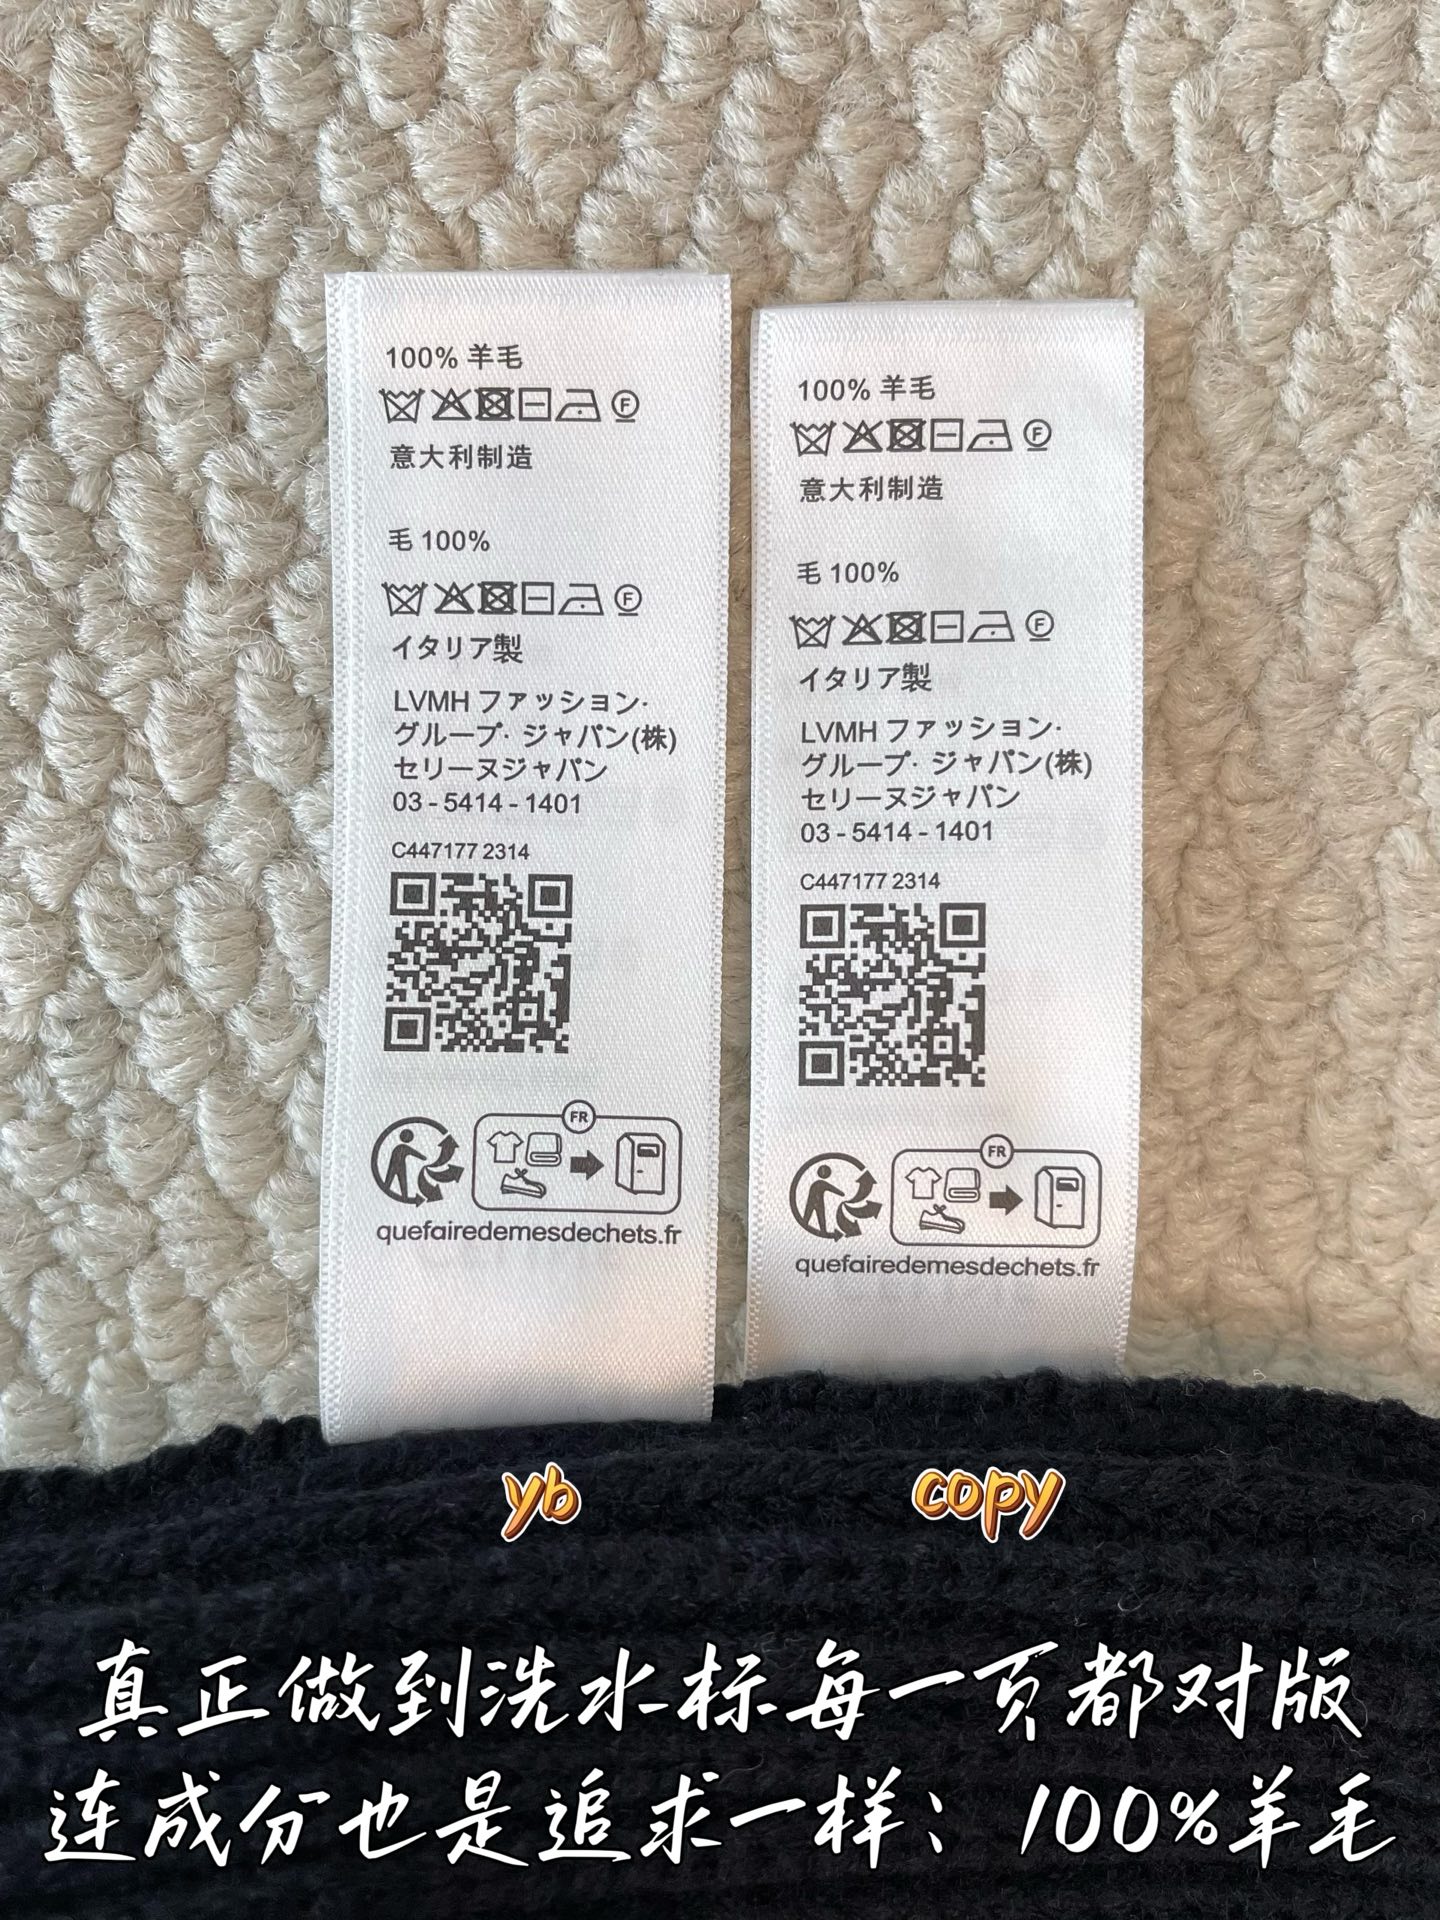 100% 羊毛
F
意大利制造
毛 100%
F
イタリア製
LVMH ファッション·
グループ· ジャパン(株)
セリーヌジャパン
03 - 5414 - 1401
C447177 2314
FR
quefairedemesdechets.fr
100% 羊毛
F
意大利制造
毛 100%
F
イタリア製
LVMH ファッション·
グループ· ジャパン(株)
セリーヌジャパン
03 - 5414 - 1401
C447177 2314
FR
quefairedemesdechets.fr
yb
copy
真正做到洗水标每一页都对版
连成分也是追求一样：100%羊毛